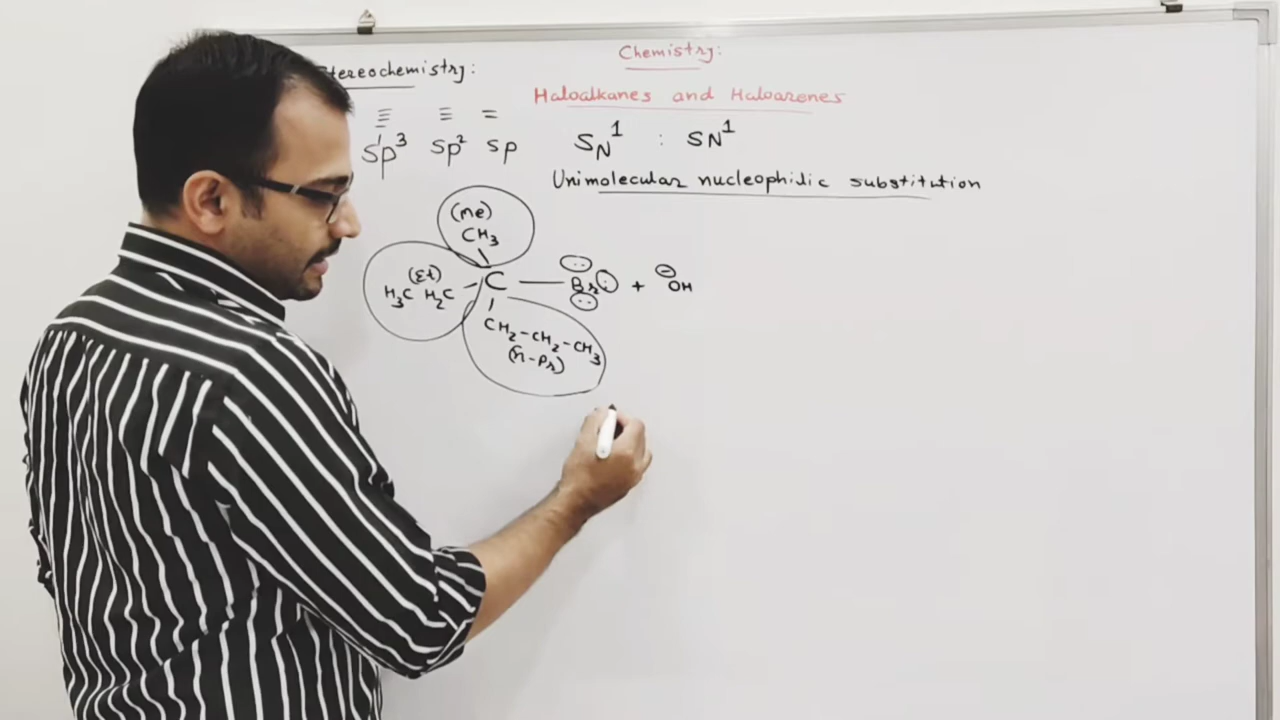 Chemistry:
tereochemistry:
Haloalkanes and Haloarenes
sp³ sp² sp
SN¹ : SN¹
Unimolecular nucleophilic substitution
(Me)
CH₃
(Et)
H₃C H₂C – C — Br + ⊖OH
CH₂–CH₂–CH₃
(n-Pr)